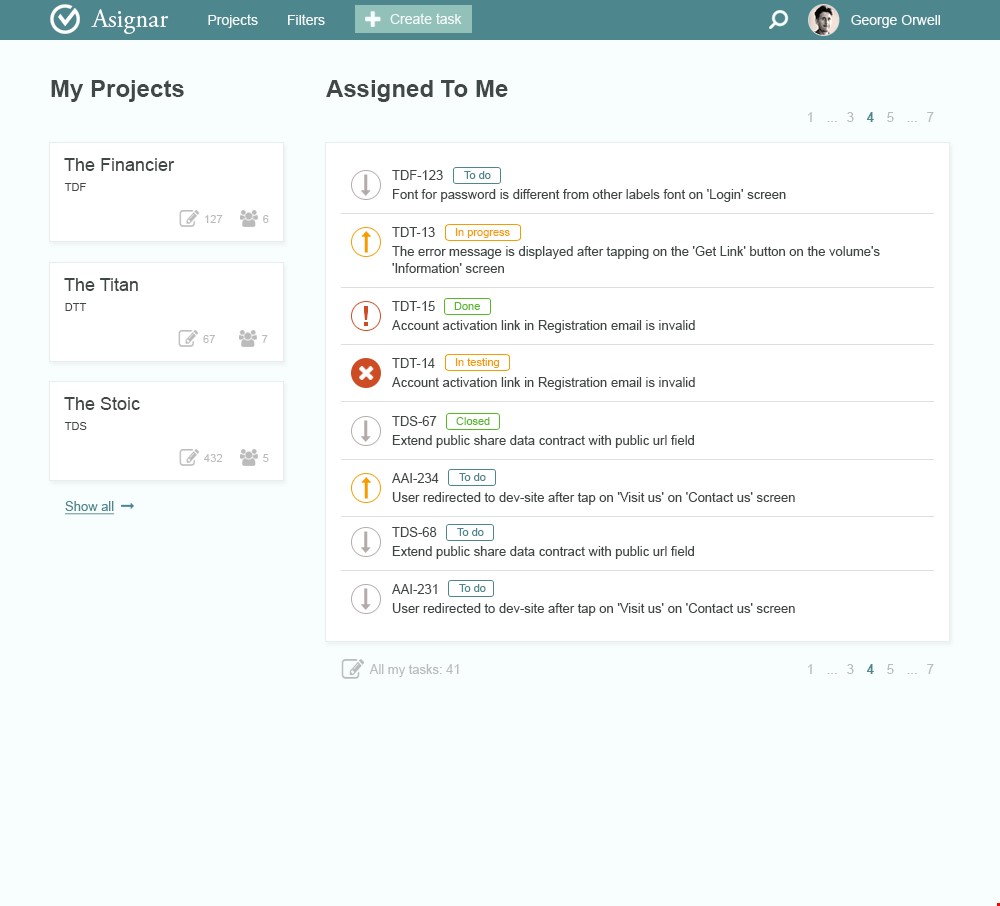 Asignar
Projects
Filters
Create task
George Orwell
My Projects
Assigned To Me
1 ... 3 4 5 ... 7
The Financier
TDF
127 6
The Titan
DTT
67 7
The Stoic
TDS
432 5
Show all
TDF-123 To do
Font for password is different from other labels font on 'Login' screen
TDT-13 In progress
The error message is displayed after tapping on the 'Get Link' button on the volume's
'Information' screen
TDT-15 Done
Account activation link in Registration email is invalid
TDT-14 In testing
Account activation link in Registration email is invalid
TDS-67 Closed
Extend public share data contract with public url field
AAI-234 To do
User redirected to dev-site after tap on 'Visit us' on 'Contact us' screen
TDS-68 To do
Extend public share data contract with public url field
AAI-231 To do
User redirected to dev-site after tap on 'Visit us' on 'Contact us' screen
All my tasks: 41
1 ... 3 4 5 ... 7